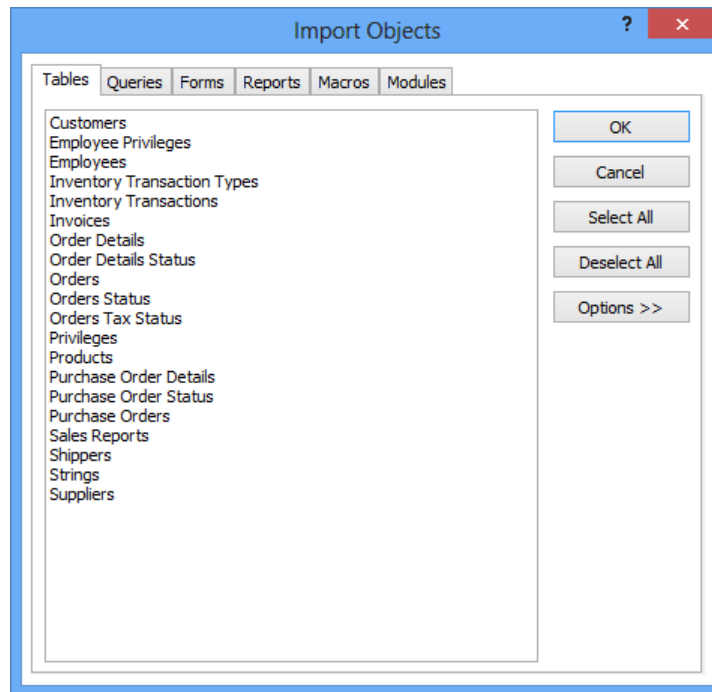 Import Objects
?
×
Tables Queries Forms Reports Macros Modules
Customers
Employee Privileges
Employees
Inventory Transaction Types
Inventory Transactions
Invoices
Order Details
Order Details Status
Orders
Orders Status
Orders Tax Status
Privileges
Products
Purchase Order Details
Purchase Order Status
Purchase Orders
Sales Reports
Shippers
Strings
Suppliers
OK
Cancel
Select All
Deselect All
Options >>